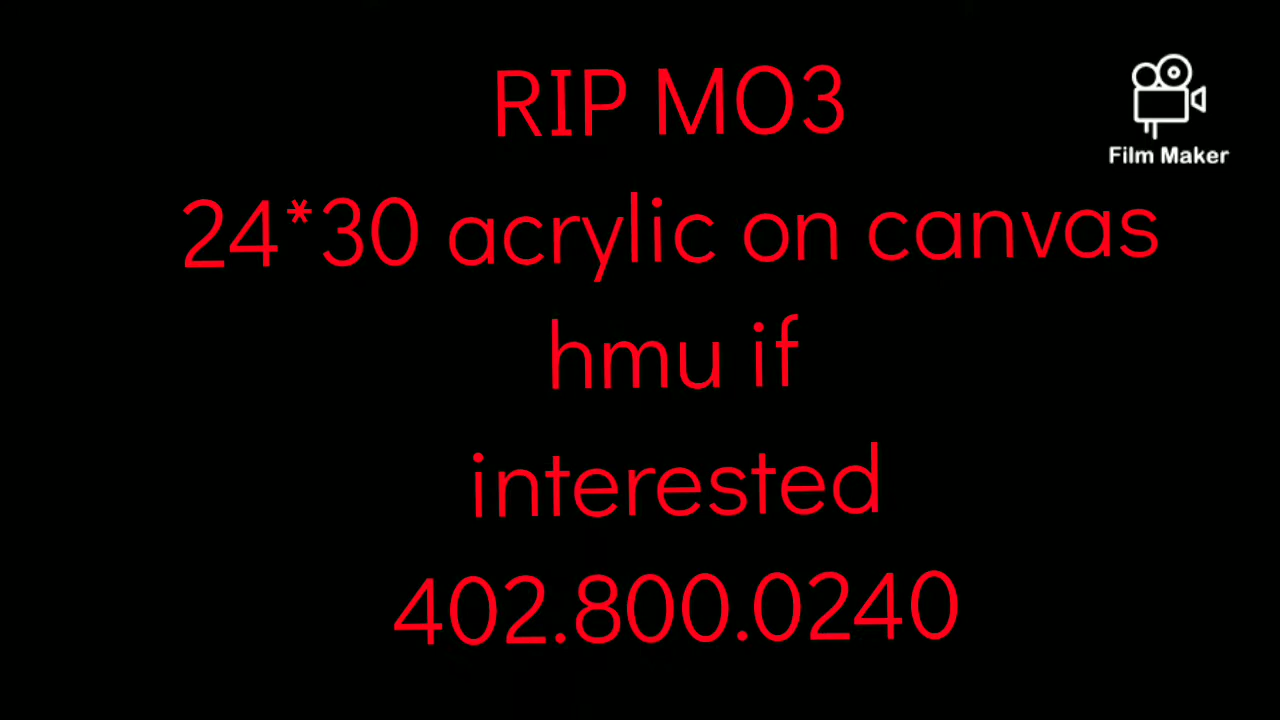 RIP MO3
Film Maker
24*30 acrylic on canvas
hmu if
interested
402.800.0240